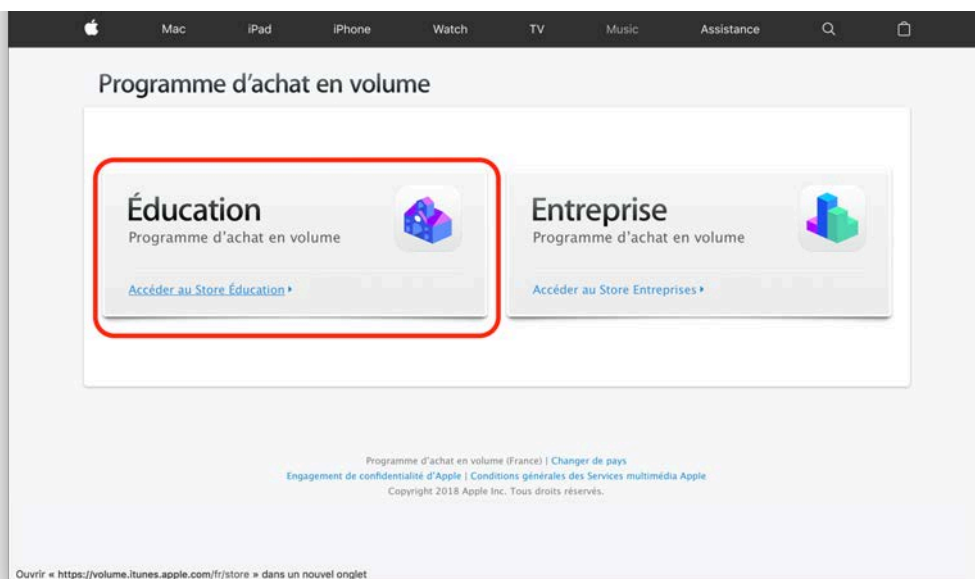 Mac iPad iPhone Watch TV Music Assistance
Programme d'achat en volume
Éducation
Programme d'achat en volume
Accéder au Store Éducation
Entreprise
Programme d'achat en volume
Accéder au Store Entreprises
Programme d'achat en volume (France) | Changer de pays
Engagement de confidentialité d'Apple | Conditions générales des Services multimédia Apple
Copyright 2018 Apple Inc. Tous droits réservés.
Ouvrir « https://volume.itunes.apple.com/fr/store » dans un nouvel onglet